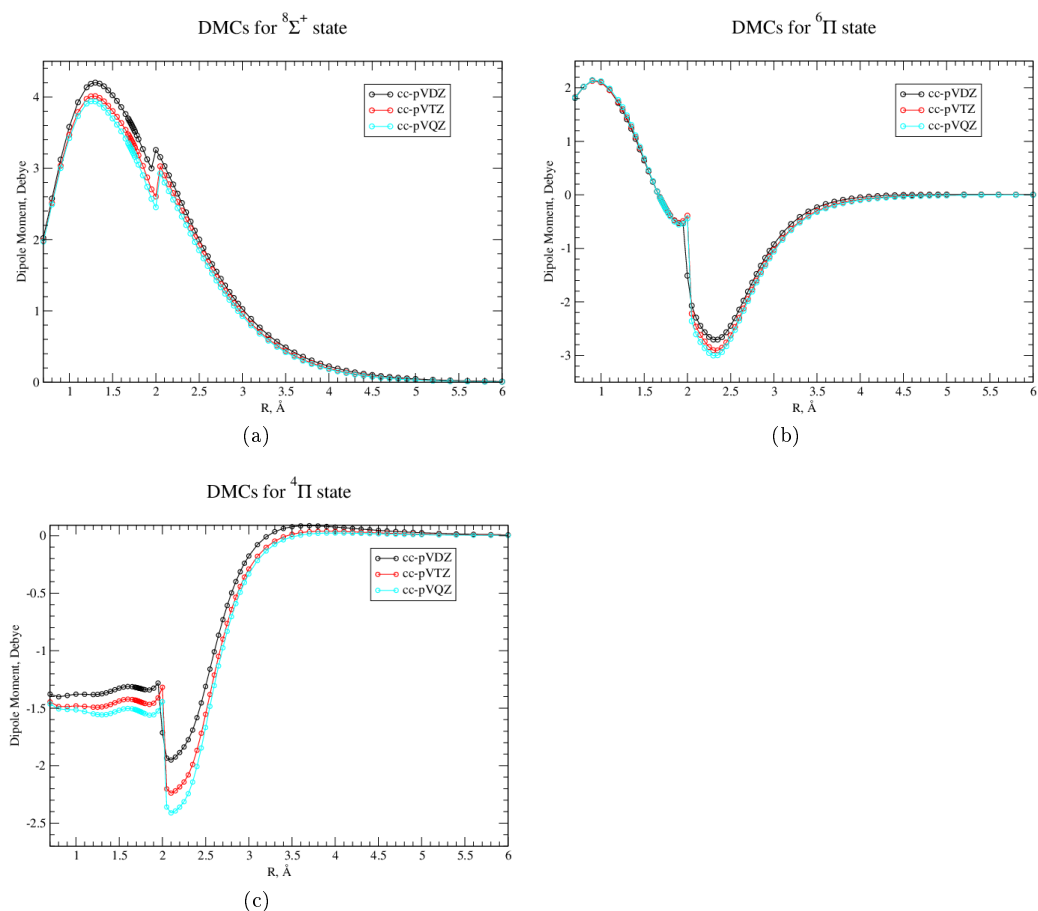 DMCs for ⁸Σ⁺ state
Dipole Moment, Debye
4
3
2
1
0
cc-pVDZ
cc-pVTZ
cc-pVQZ
1 1.5 2 2.5 3 3.5 4 4.5 5 5.5 6
R, Å
(a)
DMCs for ⁶Π state
Dipole Moment, Debye
2
1
0
-1
-2
-3
cc-pVDZ
cc-pVTZ
cc-pVQZ
1 1.5 2 2.5 3 3.5 4 4.5 5 5.5 6
R, Å
(b)
DMCs for ⁴Π state
Dipole Moment, Debye
0
-0.5
-1
-1.5
-2
-2.5
cc-pVDZ
cc-pVTZ
cc-pVQZ
1 1.5 2 2.5 3 3.5 4 4.5 5 5.5 6
R, Å
(c)